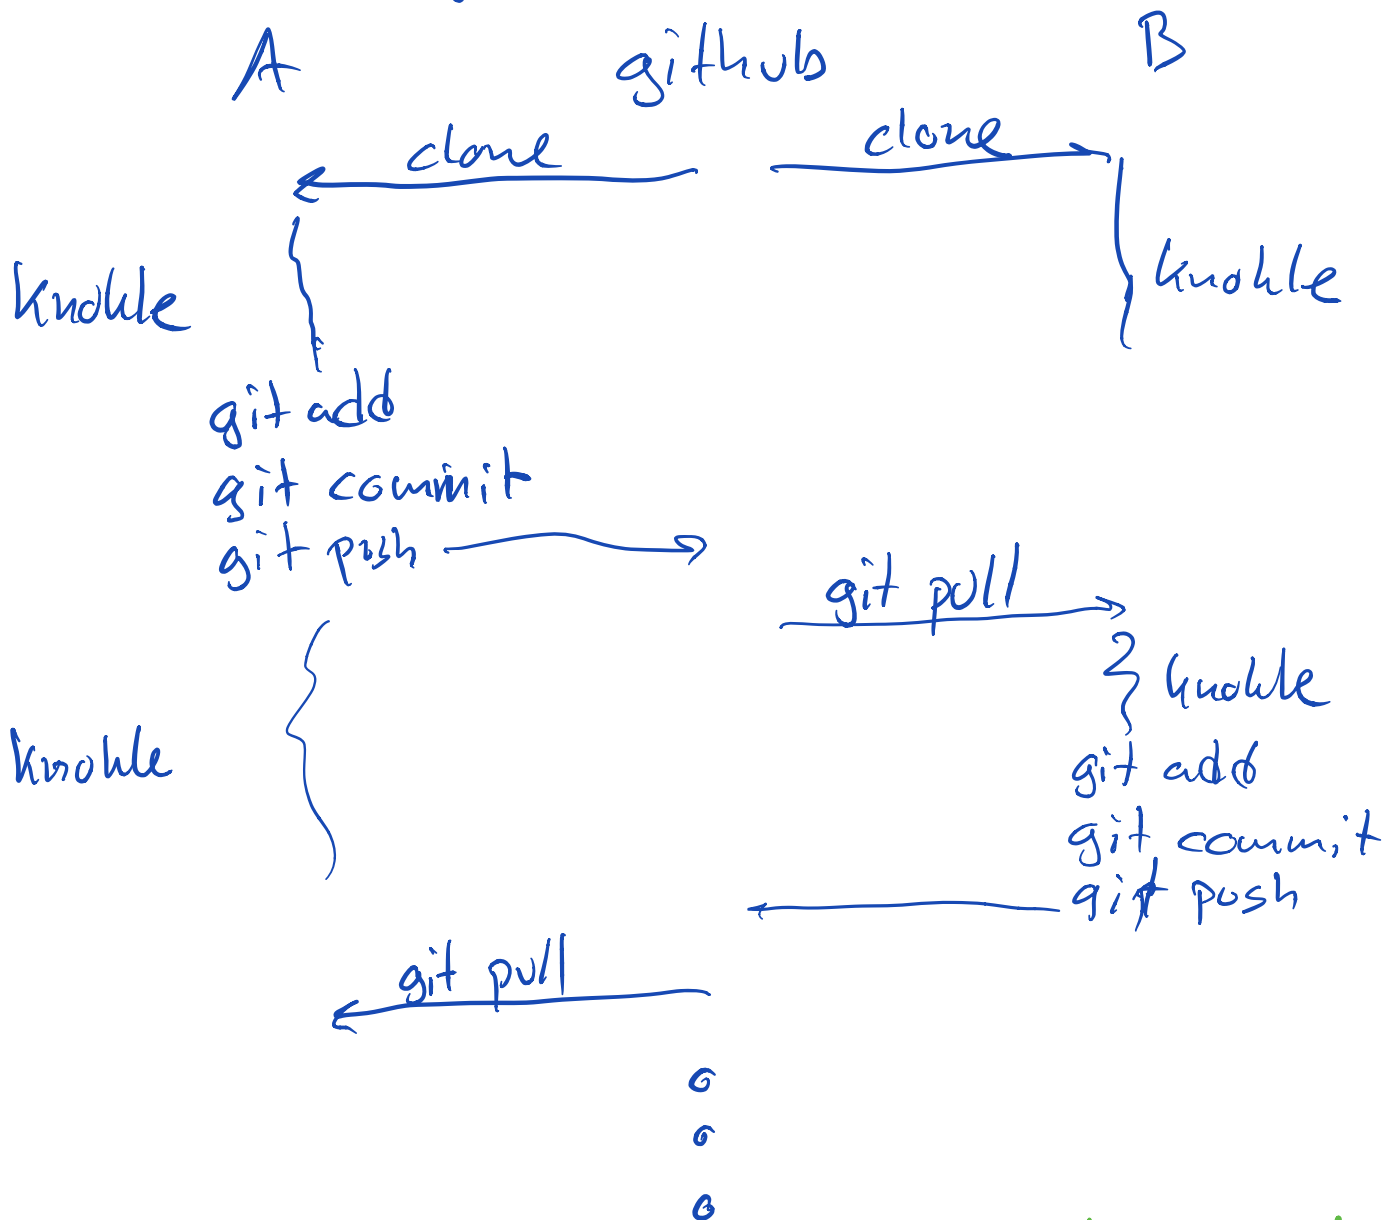 A github B
clone clone
knohle knohle
git add
git commit
git push
git pull
knohle
knohle
git add
git commit
git push
git pull